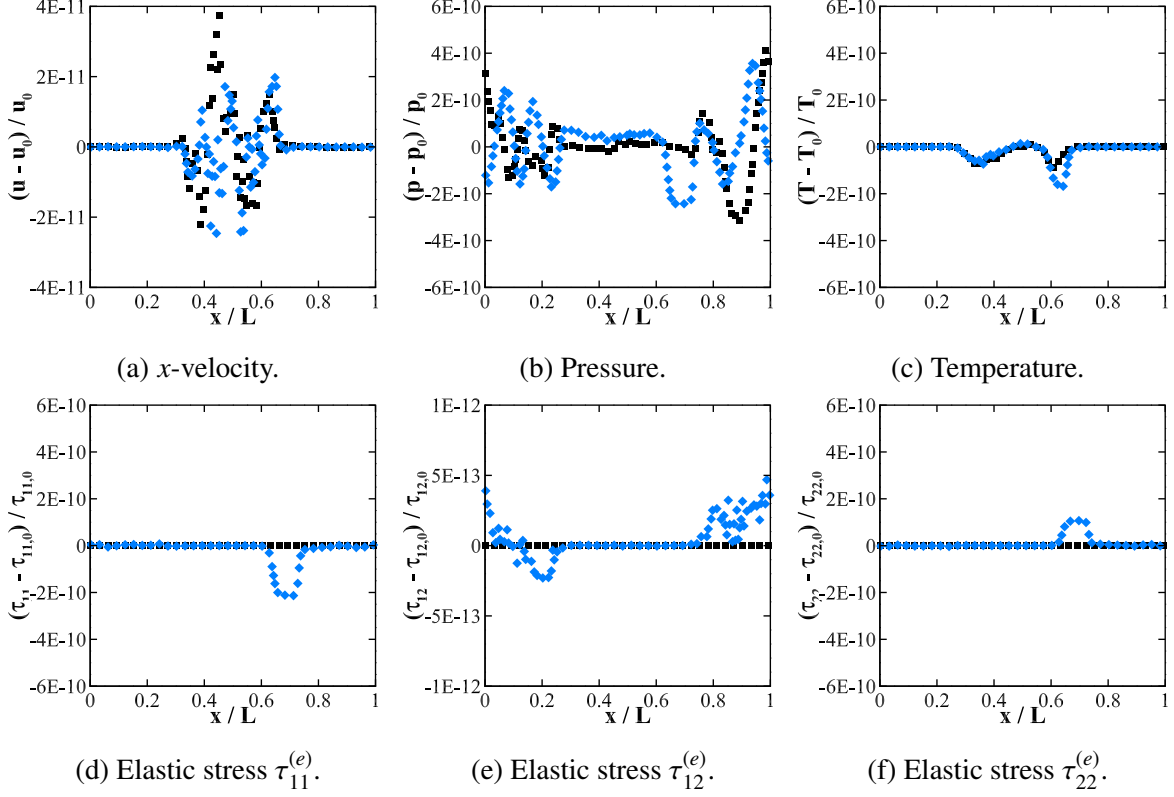 4E-11
2E-11
0
-2E-11
-4E-11
(u - u0) / u0
0 0.2 0.4 0.6 0.8 1
x / L
(a) x-velocity.
6E-10
4E-10
2E-10
0
-2E-10
-4E-10
-6E-10
(p - p0) / p0
0 0.2 0.4 0.6 0.8 1
x / L
(b) Pressure.
6E-10
4E-10
2E-10
0
-2E-10
-4E-10
-6E-10
(T - T0) / T0
0 0.2 0.4 0.6 0.8 1
x / L
(c) Temperature.
6E-10
4E-10
2E-10
0
-2E-10
-4E-10
-6E-10
(τ11 - τ11,0) / τ11,0
0 0.2 0.4 0.6 0.8 1
x / L
(d) Elastic stress τ11(e).
1E-12
5E-13
0
-5E-13
-1E-12
(τ12 - τ12,0) / τ12,0
0 0.2 0.4 0.6 0.8 1
x / L
(e) Elastic stress τ12(e).
6E-10
4E-10
2E-10
0
-2E-10
-4E-10
-6E-10
(τ22 - τ22,0) / τ22,0
0 0.2 0.4 0.6 0.8 1
x / L
(f) Elastic stress τ22(e).